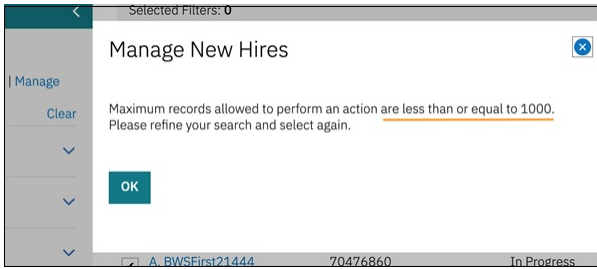 Selected Filters: 0
Manage New Hires
| Manage
Clear
Maximum records allowed to perform an action are less than or equal to 1000.
Please refine your search and select again.
OK
A, BWSFirst21444 70476860 In Progress